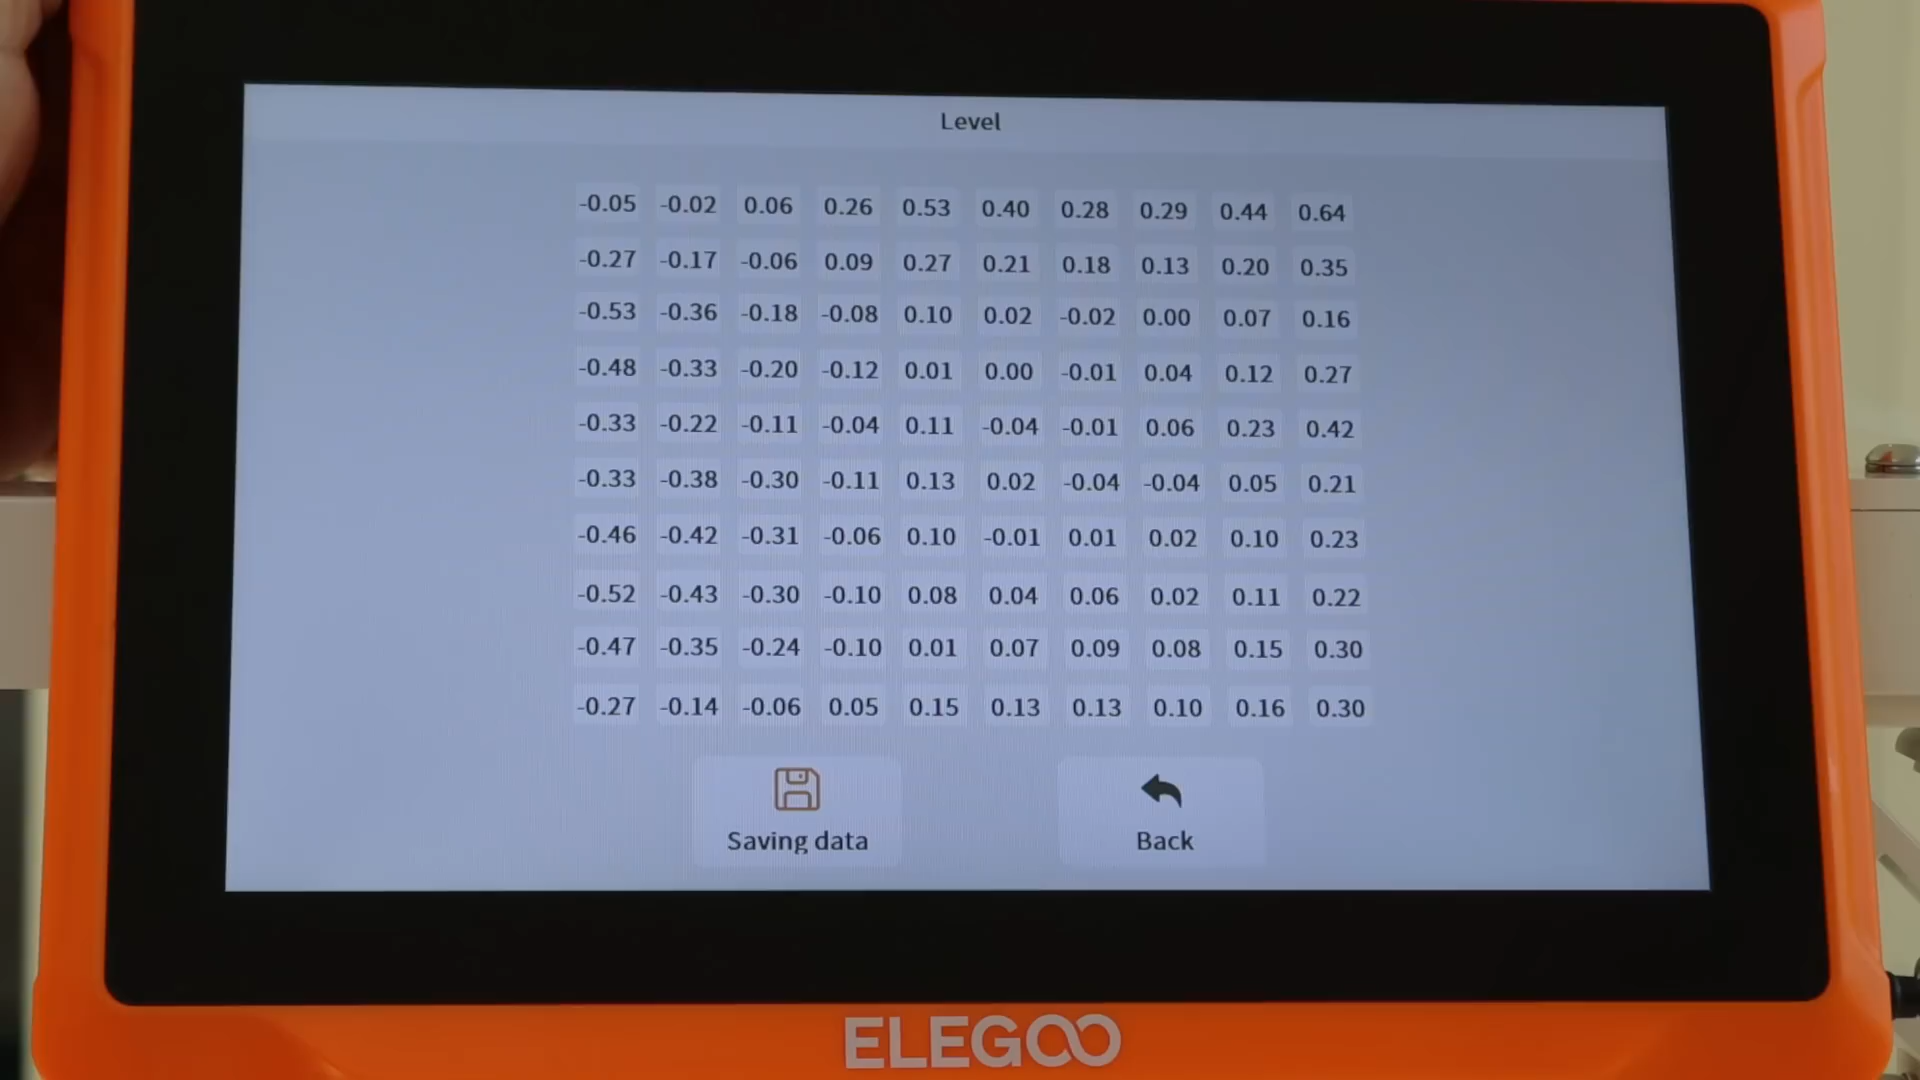 Level
-0.05 -0.02 0.06 0.26 0.53 0.40 0.28 0.29 0.44 0.64
-0.27 -0.17 -0.06 0.09 0.27 0.21 0.18 0.13 0.20 0.35
-0.53 -0.36 -0.18 -0.08 0.10 0.02 -0.02 0.00 0.07 0.16
-0.48 -0.33 -0.20 -0.12 0.01 0.00 -0.01 0.04 0.12 0.27
-0.33 -0.22 -0.11 -0.04 0.11 -0.04 -0.01 0.06 0.23 0.42
-0.33 -0.38 -0.30 -0.11 0.13 0.02 -0.04 -0.04 0.05 0.21
-0.46 -0.42 -0.31 -0.06 0.10 -0.01 0.01 0.02 0.10 0.23
-0.52 -0.43 -0.30 -0.10 0.08 0.04 0.06 0.02 0.11 0.22
-0.47 -0.35 -0.24 -0.10 0.01 0.07 0.09 0.08 0.15 0.30
-0.27 -0.14 -0.06 0.05 0.15 0.13 0.13 0.10 0.16 0.30
Saving data Back
ELEGOO